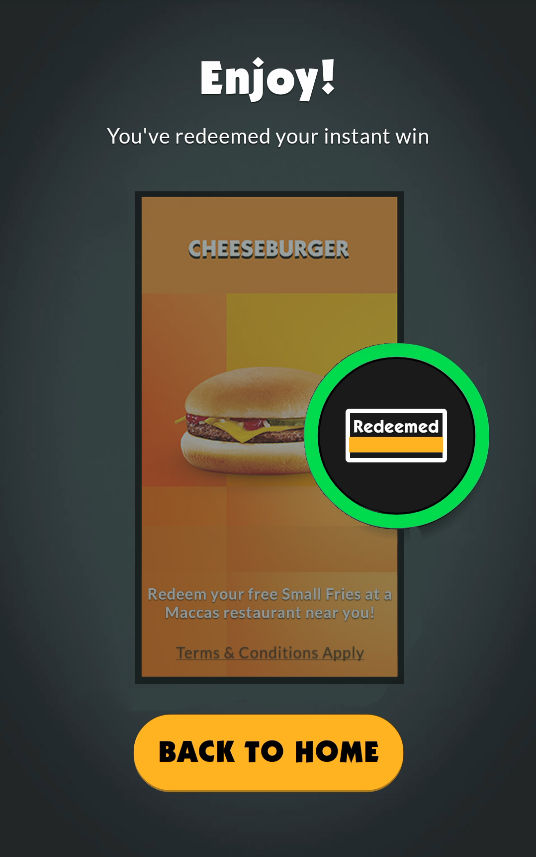 Enjoy!
You've redeemed your instant win
CHEESEBURGER
Redeemed
Redeem your free Small Fries at a
Maccas restaurant near you!
Terms & Conditions Apply
BACK TO HOME